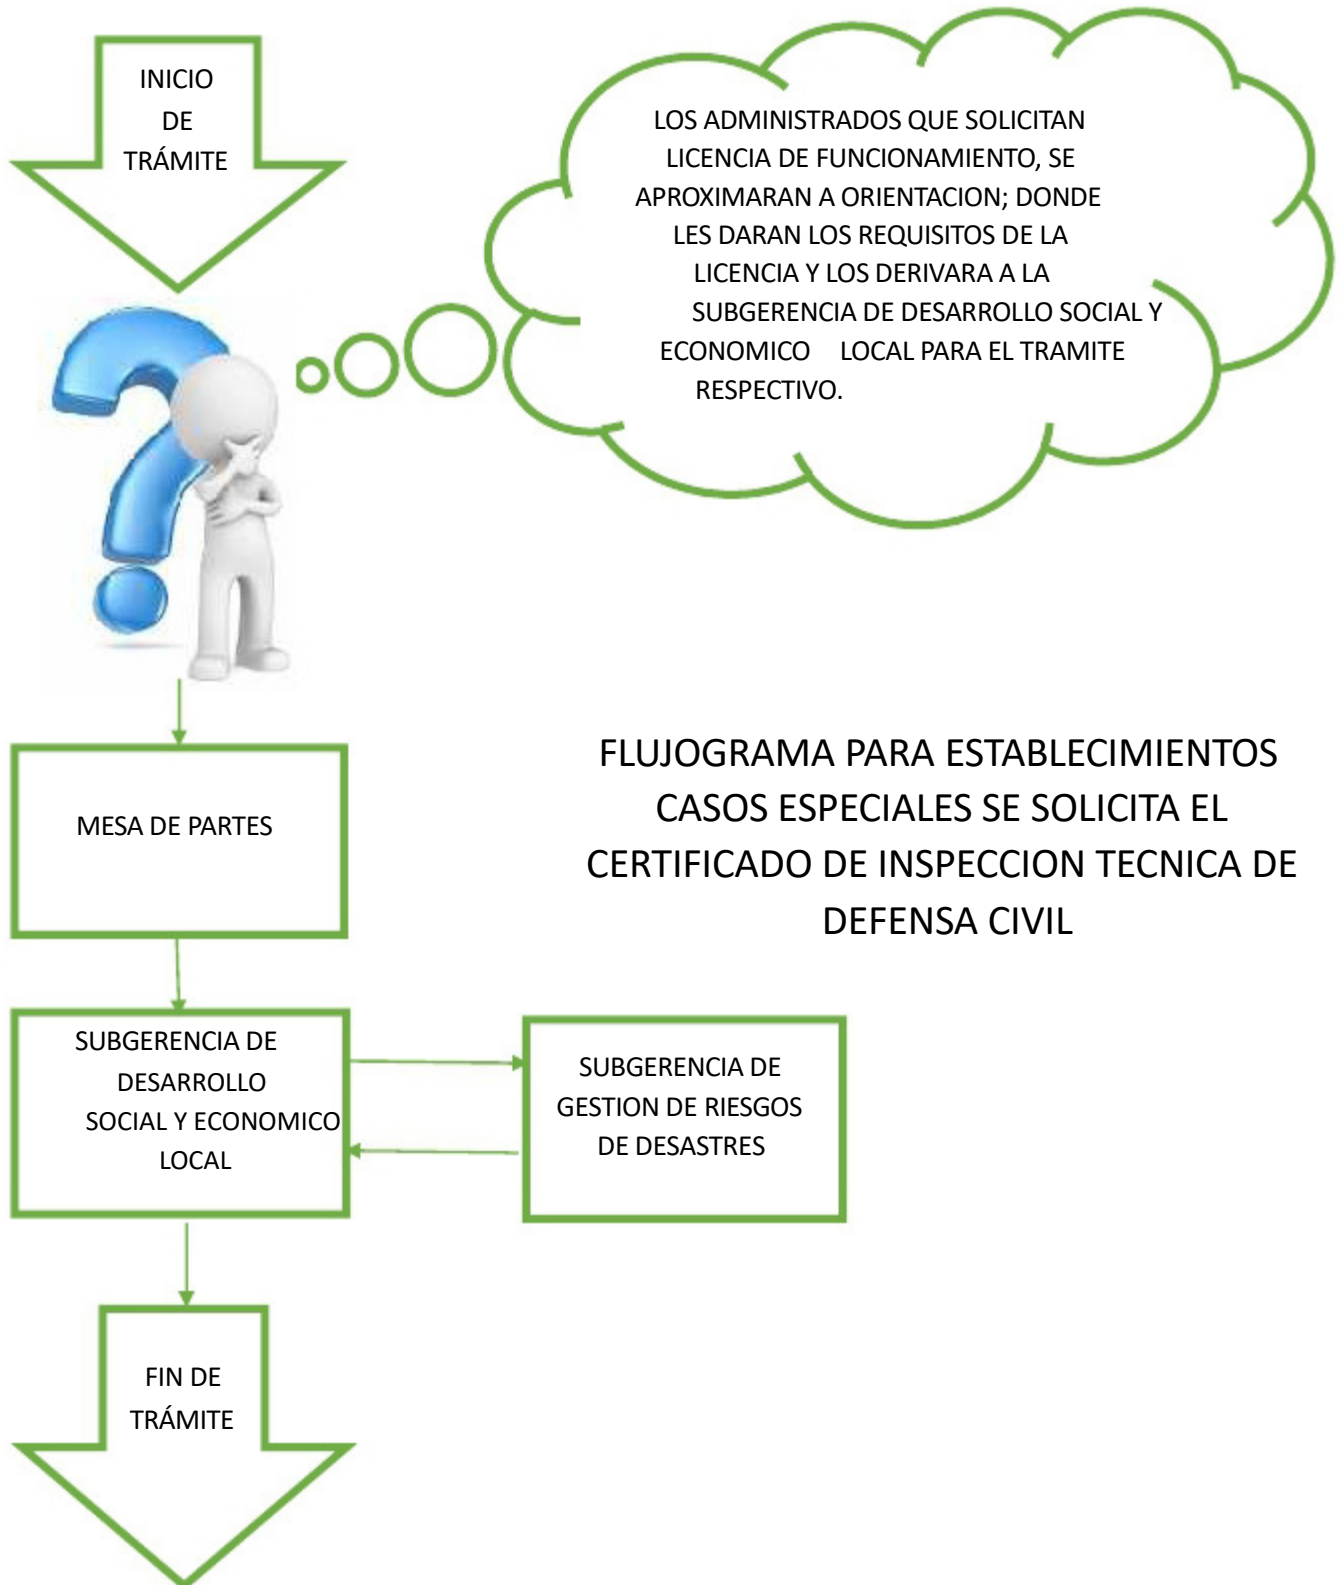 INICIO
DE
TRÁMITE
LOS ADMINISTRADOS QUE SOLICITAN
LICENCIA DE FUNCIONAMIENTO, SE
APROXIMARAN A ORIENTACION; DONDE
LES DARAN LOS REQUISITOS DE LA
LICENCIA Y LOS DERIVARA A LA
SUBGERENCIA DE DESARROLLO SOCIAL Y
ECONOMICO LOCAL PARA EL TRAMITE
RESPECTIVO.
MESA DE PARTES
FLUJOGRAMA PARA ESTABLECIMIENTOS
CASOS ESPECIALES SE SOLICITA EL
CERTIFICADO DE INSPECCION TECNICA DE
DEFENSA CIVIL
SUBGERENCIA DE
DESARROLLO
SOCIAL Y ECONOMICO
LOCAL
SUBGERENCIA DE
GESTION DE RIESGOS
DE DESASTRES
FIN DE
TRÁMITE